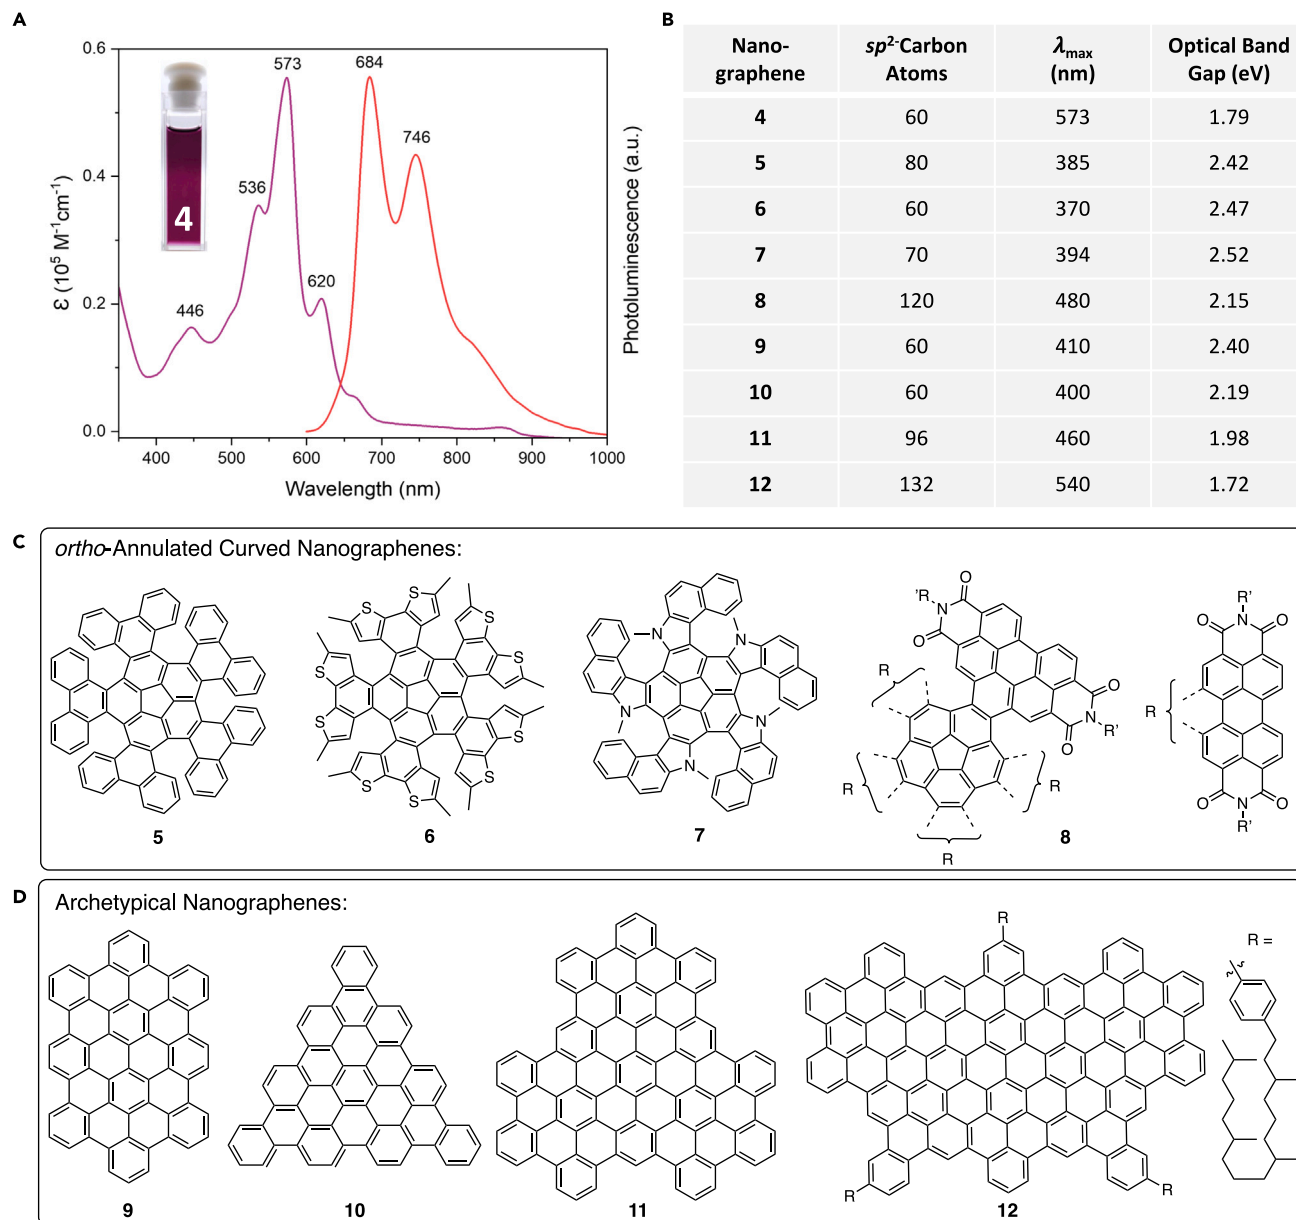 A
0.6
0.4
0.2
0.0
ε (10⁵ M⁻¹cm⁻¹)
573
684
746
536
620
446
4
400 500 600 700 800 900 1000
Wavelength (nm)
Photoluminescence (a.u.)
B
Nano-graphene sp²-Carbon Atoms λmax (nm) Optical Band Gap (eV)
4 60 573 1.79
5 80 385 2.42
6 60 370 2.47
7 70 394 2.52
8 120 480 2.15
9 60 410 2.40
10 60 400 2.19
11 96 460 1.98
12 132 540 1.72
C
ortho-Annulated Curved Nanographenes:
5
S S S S S S S S S S
6
N N N N N
7
O 'R N O
O N R' O
R R R R
8
R' O N O
R
O N O R'
D
Archetypical Nanographenes:
9
10
11
R
R R
12
R =